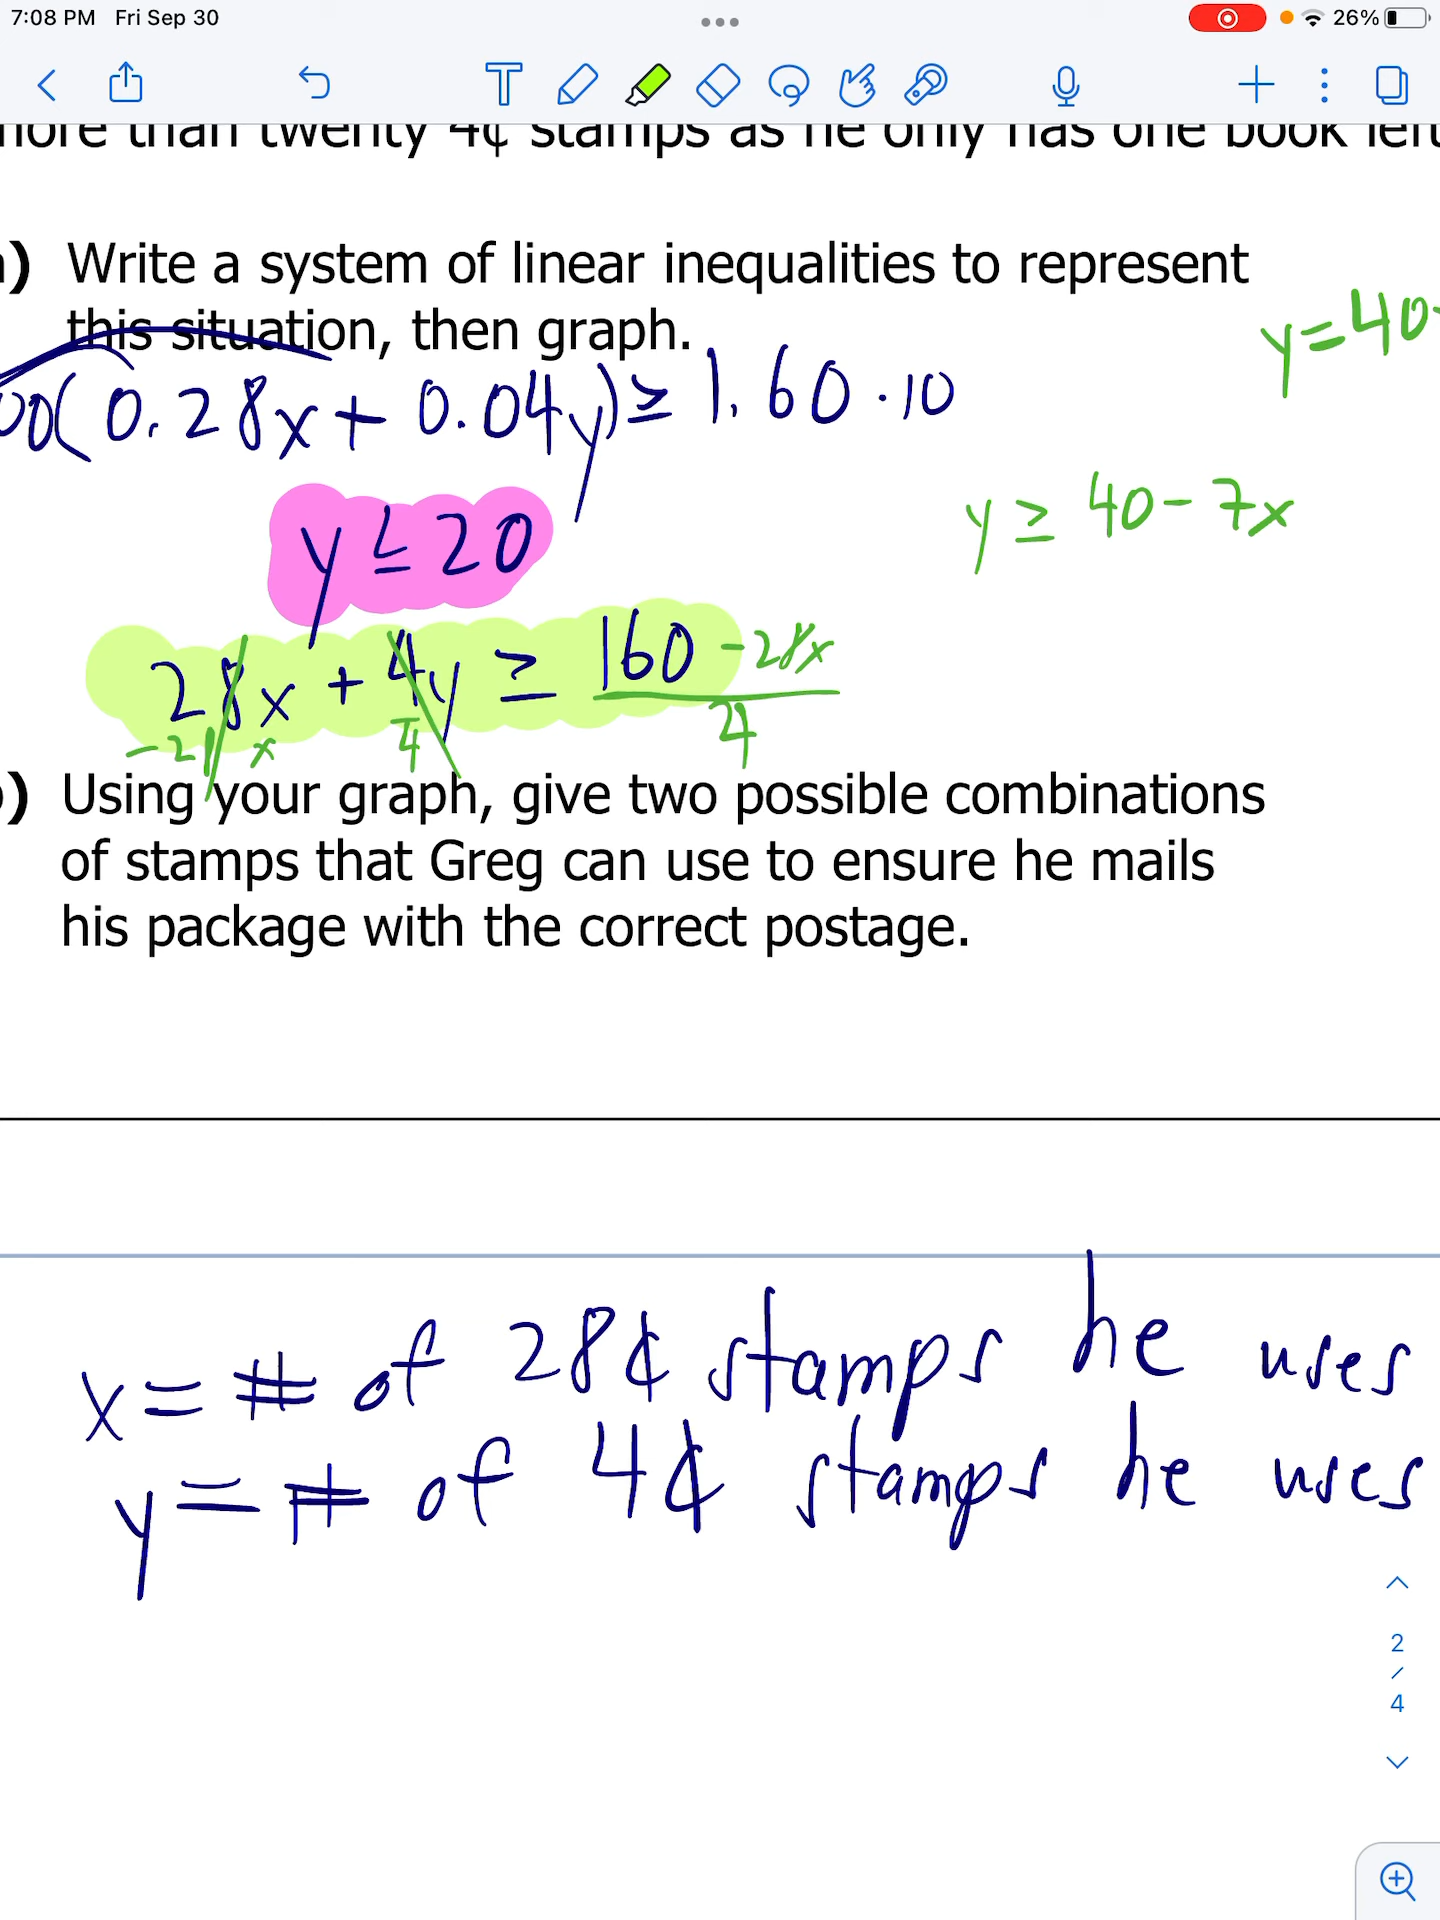 7:08 PM Fri Sep 30
26%
more than twenty 4¢ stamps as he only has one book left
) Write a system of linear inequalities to represent
this situation, then graph.
y=40-
00(0.28x+0.04y)≥1.60·10
y≥40-7x
y≤20
28x+4y≥160-28x
x 4 4
) Using your graph, give two possible combinations
of stamps that Greg can use to ensure he mails
his package with the correct postage.
x=# of 28¢ stamps he uses
y=# of 4¢ stamps he uses
2
/
4